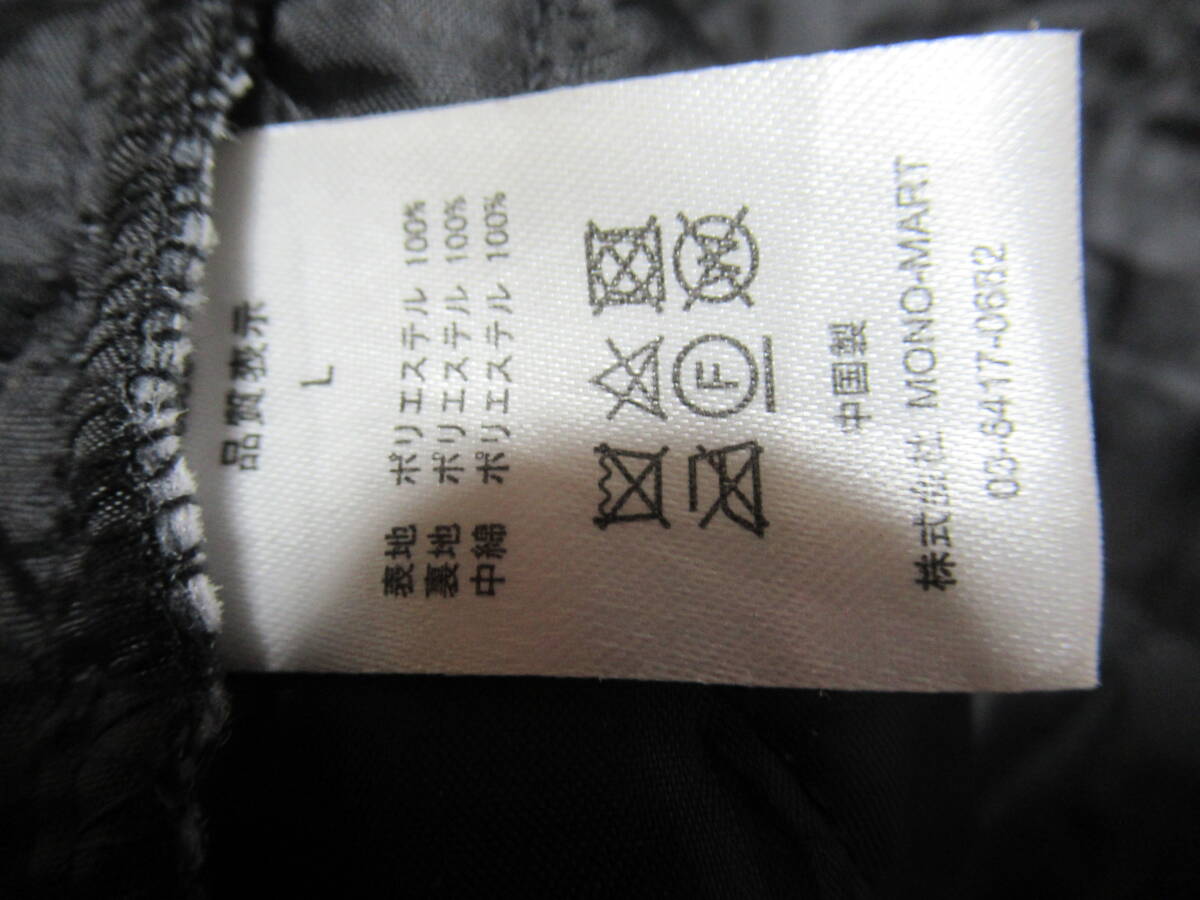 品質表示
L
表地 ポリエステル 100%
裏地 ポリエステル 100%
中綿 ポリエステル 100%
W
F
中国製
株式会社 MONO-MART
03-6417-0682